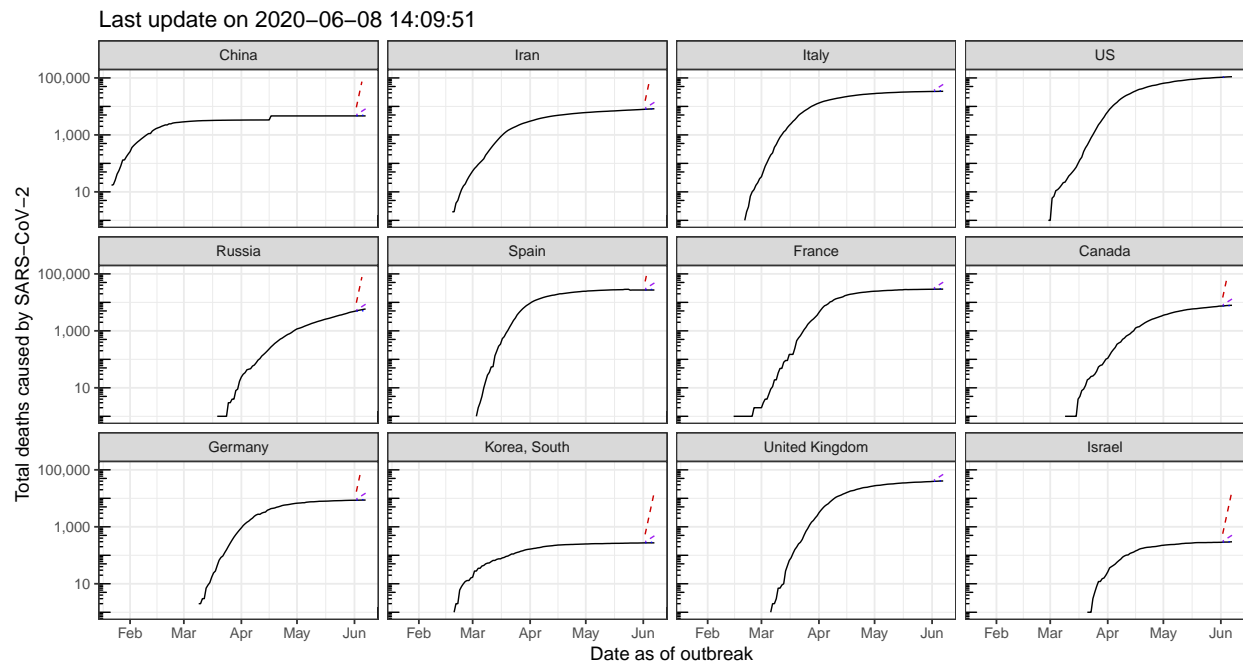 Last update on 2020−06−08 14:09:51
China Iran Italy US
100,000
1,000
10
Russia Spain France Canada
100,000
1,000
10
Germany Korea, South United Kingdom Israel
100,000
1,000
10
Feb Mar Apr May Jun Feb Mar Apr May Jun Feb Mar Apr May Jun Feb Mar Apr May Jun
Date as of outbreak
Total deaths caused by SARS−CoV−2